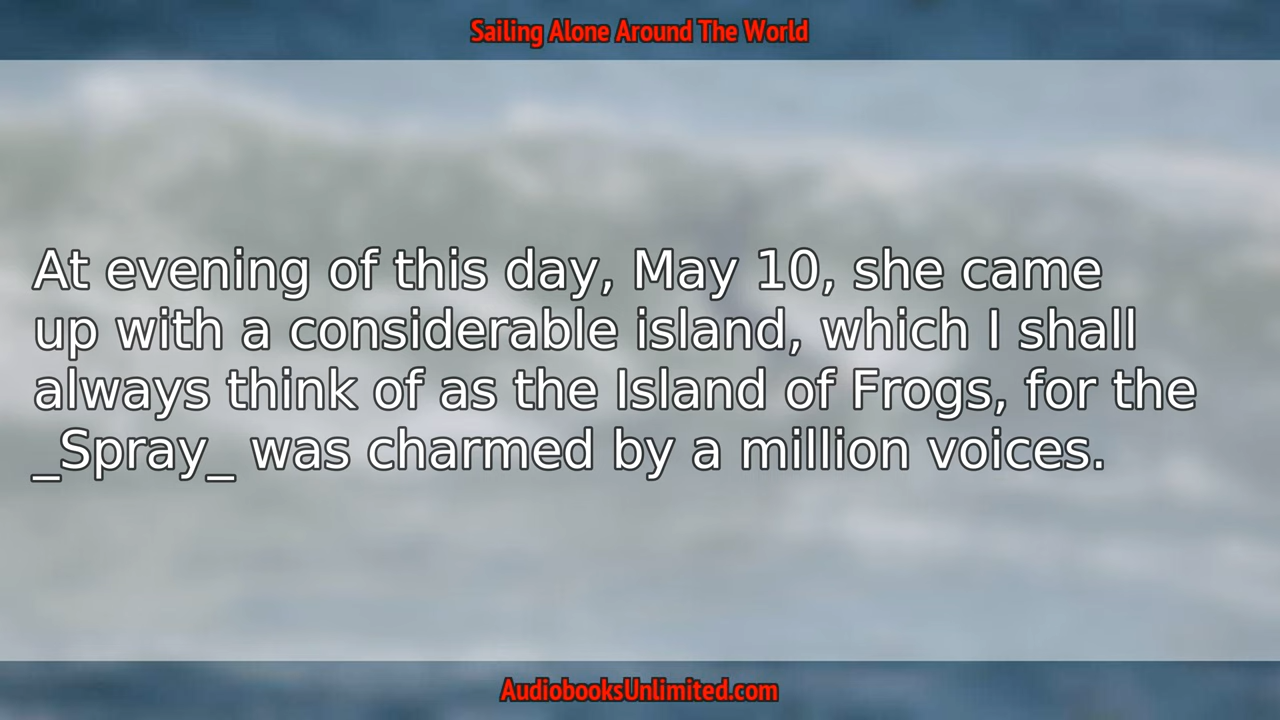 Sailing Alone Around The World
At evening of this day, May 10, she came
up with a considerable island, which I shall
always think of as the Island of Frogs, for the
_Spray_ was charmed by a million voices.
AudiobooksUnlimited.com